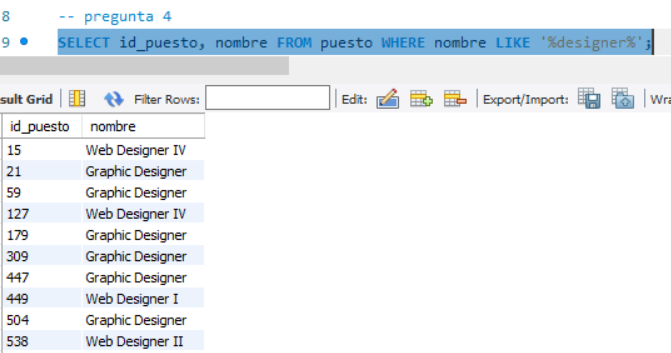 8 -- pregunta 4
9 SELECT id_puesto, nombre FROM puesto WHERE nombre LIKE '%designer%';
sult Grid Filter Rows: Edit: Export/Import: Wra
id_puesto nombre
15 Web Designer IV
21 Graphic Designer
59 Graphic Designer
127 Web Designer IV
179 Graphic Designer
309 Graphic Designer
447 Graphic Designer
449 Web Designer I
504 Graphic Designer
538 Web Designer II